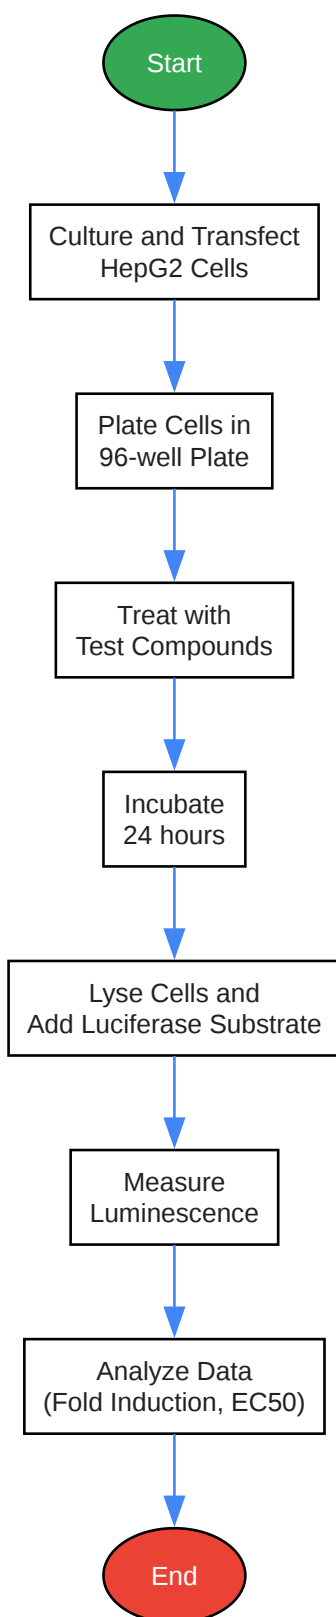 Start
Culture and Transfect
HepG2 Cells
Plate Cells in
96-well Plate
Treat with
Test Compounds
Incubate
24 hours
Lyse Cells and
Add Luciferase Substrate
Measure
Luminescence
Analyze Data
(Fold Induction, EC50)
End